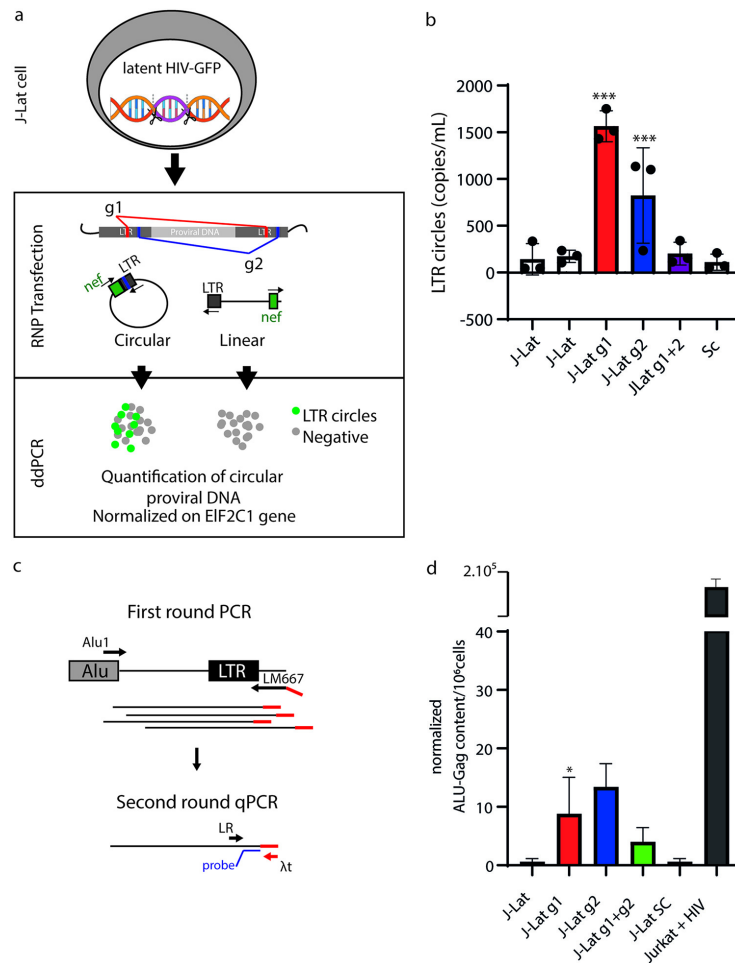 a
J-Lat cell
latent HIV-GFP
RNP Transfection
g1
LTR
Proviral DNA
LTR
g2
nef
LTR
Circular
LTR
nef
Linear
ddPCR
LTR circles
Negative
Quantification of circular
proviral DNA
Normalized on EIF2C1 gene
b
LTR circles (copies/mL)
2000
1500
1000
500
0
-500
***
***
J-Lat
J-Lat
J-Lat g1
J-Lat g2
JLat g1+2
Sc
c
First round PCR
Alu1
Alu
LTR
LM667
Second round qPCR
LR
probe
λt
d
normalized
ALU-Gag content/10⁶cells
2.10⁵
40
30
20
10
0
*
J-Lat
J-Lat g1
J-Lat g2
J-Lat g1+g2
J-Lat SC
Jurkat + HIV